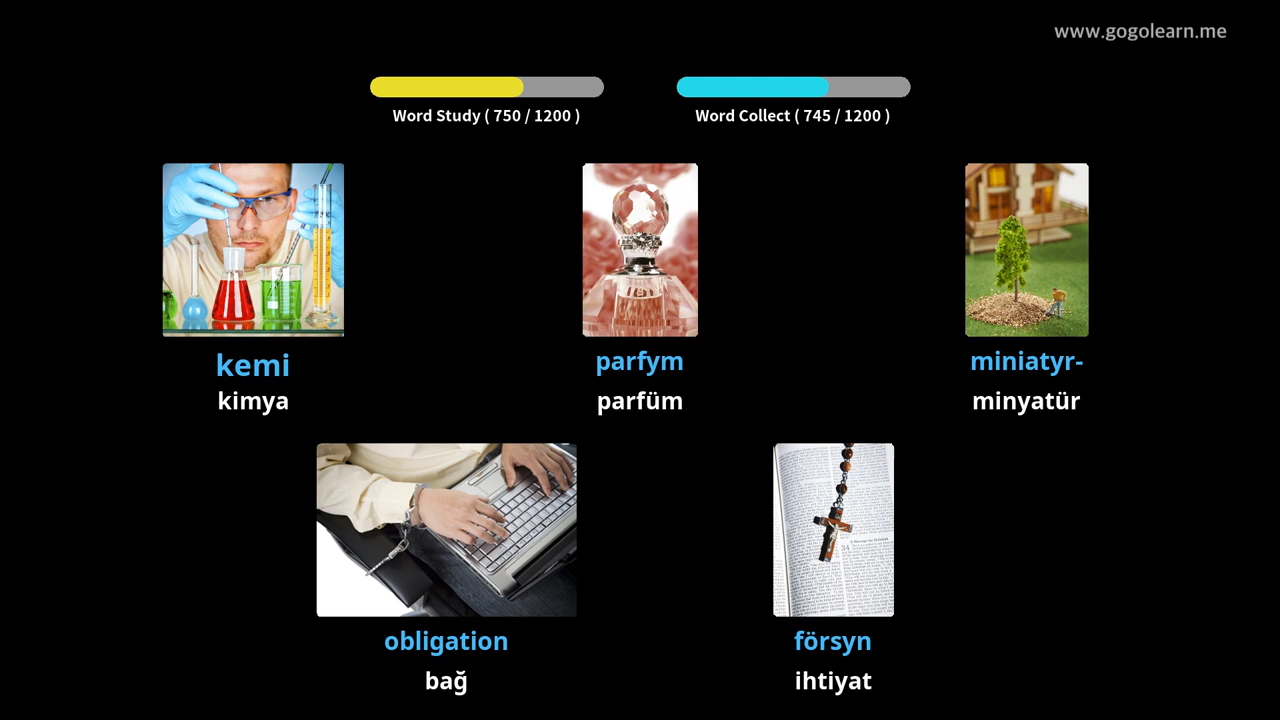 www.gogolearn.me
Word Study ( 750 / 1200 )
Word Collect ( 745 / 1200 )
kemi
kimya
parfym
parfüm
miniatyr-
minyatür
obligation
bağ
försyn
ihtiyat